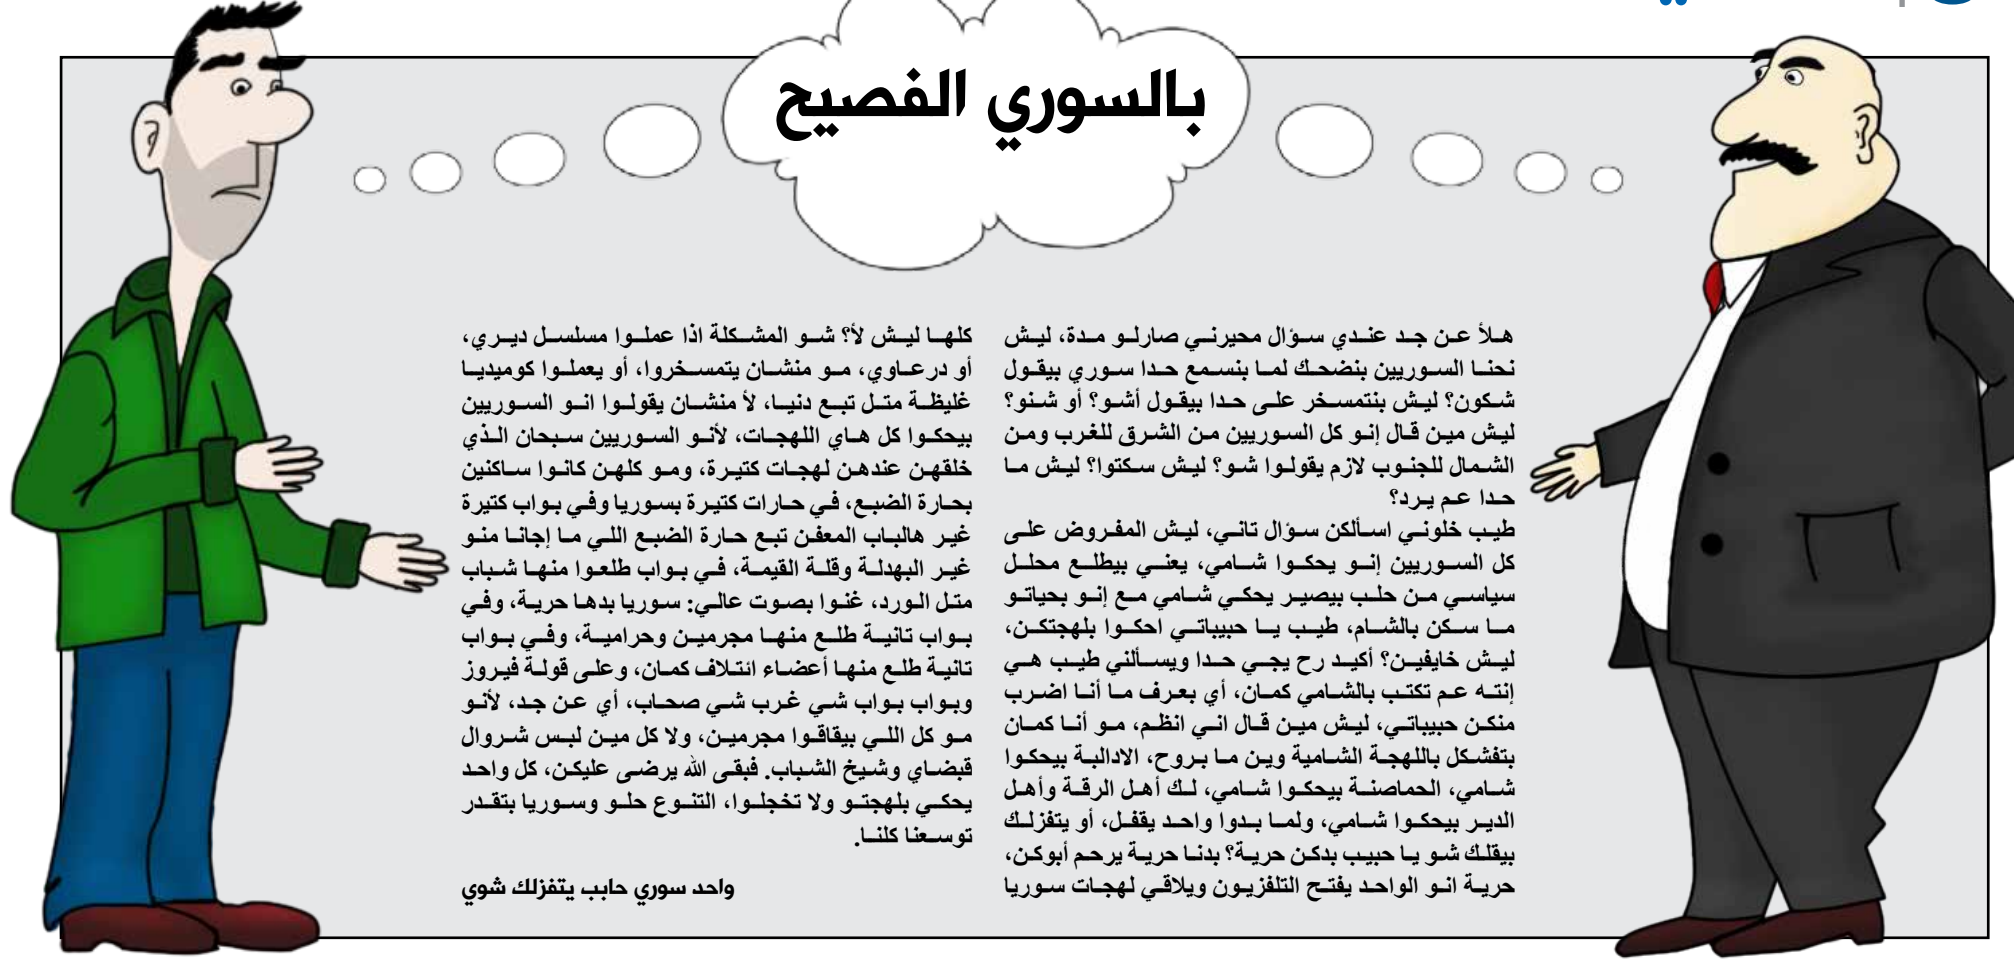 بالسوري الفصيح
هلأ عن جد عندي سؤال محيرني صارلو مدة، ليش
نحنا السوريين بنضحك لما بنسمع حدا سوري بيقول
شكون؟ ليش بنتمسخر على حدا بيقول أشو؟ أو شنو؟
ليش مين قال إنو كل السوريين من الشرق للغرب ومن
الشمال للجنوب لازم يقولوا شو؟ ليش سكتوا؟ ليش ما
حدا عم يرد؟
طيب خلوني اسألكن سؤال تاني، ليش المفروض على
كل السوريين إنو يحكوا شامي، يعني بيطلع محلل
سياسي من حلب بيصير يحكي شامي مع إنو بحياتو
ما سكن بالشام، طيب يا حبيباتي احكوا بلهجتكن،
ليش خايفين؟ أكيد رح يجي حدا ويسألني طيب هي
إنته عم تكتب بالشامي كمان، أي بعرف ما أنا اضرب
منكن حبيباتي، ليش مين قال اني انظم، مو أنا كمان
بتفشكل باللهجة الشامية وين ما بروح، الادالبة بيحكوا
شامي، الحماصنة بيحكوا شامي، لك أهل الرقة وأهل
الدير بيحكوا شامي، ولما بدوا واحد يقفل، أو يتفزلك
بيقلك شو يا حبيب بدكن حرية؟ بدنا حرية يرحم أبوكن،
حرية انو الواحد يفتح التلفزيون ويلاقي لهجات سوريا
كلها ليش لأ؟ شو المشكلة اذا عملوا مسلسل ديري،
أو درعاوي، مو منشان يتمسخروا، أو يعملوا كوميديا
غليظة متل تبع دنيا، لأ منشان يقولوا انو السوريين
بيحكوا كل هاي اللهجات، لأنو السوريين سبحان الذي
خلقهن عندهن لهجات كتيرة، ومو كلهن كانوا ساكنين
بحارة الضبع، في حارات كتيرة بسوريا وفي بواب كتيرة
غير هالباب المعفن تبع حارة الضبع اللي ما إجانا منو
غير البهدلة وقلة القيمة، في بواب طلعوا منها شباب
متل الورد، غنوا بصوت عالي: سوريا بدها حرية، وفي
بواب تانية طلع منها مجرمين وحرامية، وفي بواب
تانية طلع منها أعضاء ائتلاف كمان، وعلى قولة فيروز
وبواب بواب شي غرب شي صحاب، أي عن جد، لأنو
مو كل اللي بيقاقوا مجرمين، ولا كل مين لبس شروال
قبضاي وشيخ الشباب. فبقى الله يرضى عليكن، كل واحد
يحكي بلهجتو ولا تخجلوا، التنوع حلو وسوريا بتقدر
توسعنا كلنا.
واحد سوري حابب يتفزلك شوي